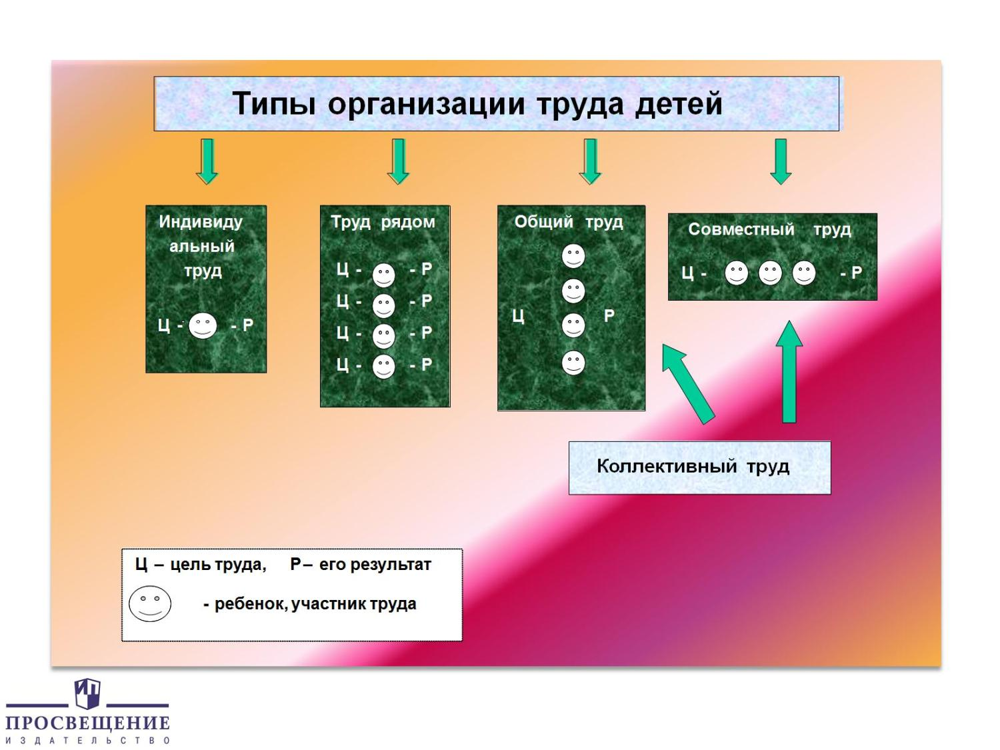 Типы организации труда детей
Индивиду
альный
труд
Ц - - Р
Труд рядом
Ц - - Р
Ц - - Р
Ц - - Р
Ц - - Р
Общий труд
Ц Р
Совместный труд
Ц - - Р
Коллективный труд
Ц – цель труда, Р – его результат
- ребенок, участник труда
ИП
ПРОСВЕЩЕНИЕ
ИЗДАТЕЛЬСТВО